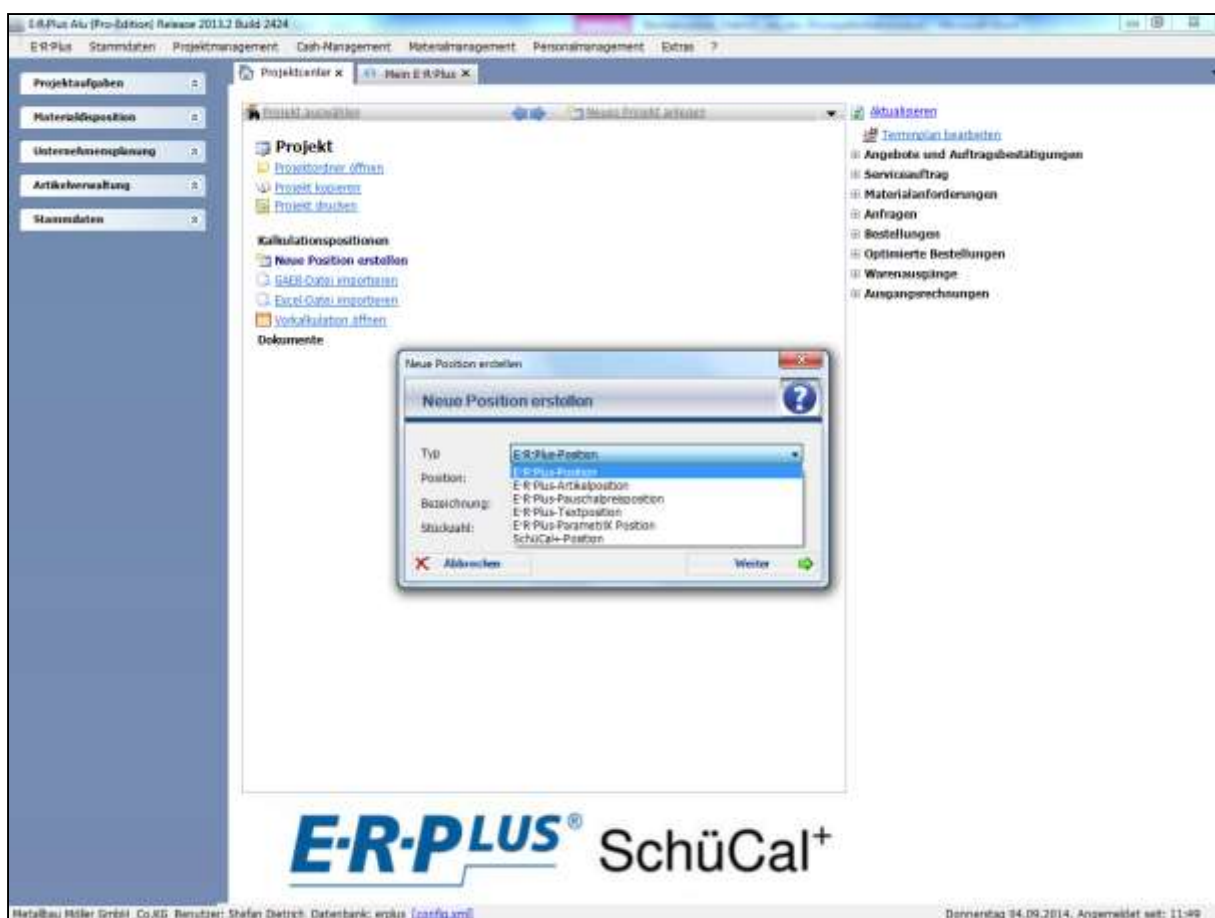 E·R·Plus Alu [Pro-Edition] Release 2013.2 Build 2424
E·R·Plus Stammdaten Projektmanagement Cash-Management Materialmanagement Personalmanagement Extras ?
Projektaufgaben
Materialdisposition
Unternehmensplanung
Artikelverwaltung
Stammdaten
Projektcenter x Mein E·R·Plus x
Projekt auswählen Neues Projekt anlegen
Projekt
Projektordner öffnen
Projekt kopieren
Projekt drucken
Kalkulationspositionen
Neue Position erstellen
GAEB-Datei importieren
Excel-Datei importieren
Vorkalkulation öffnen
Dokumente
Aktualisieren
Terminplan bearbeiten
Angebote und Auftragsbestätigungen
Serviceauftrag
Materialanforderungen
Anfragen
Bestellungen
Optimierte Bestellungen
Warenausgänge
Ausgangsrechnungen
Neue Position erstellen
Neue Position erstellen
Typ E·R·Plus-Position
Position:
Bezeichnung:
Stückzahl:
E·R·Plus-Position
E·R·Plus-Artikelposition
E·R·Plus-Pauschalpreisposition
E·R·Plus-Textposition
E·R·Plus-ParametriX Position
SchüCal+-Position
Abbrechen Weiter
E·R·PLUS® SchüCal+
Metallbau Möller GmbH Co.KG Benutzer: Stefan Dietrich Datenbank: erplus [config.xml] Donnerstag 04.09.2014. Angemeldet seit: 11:49